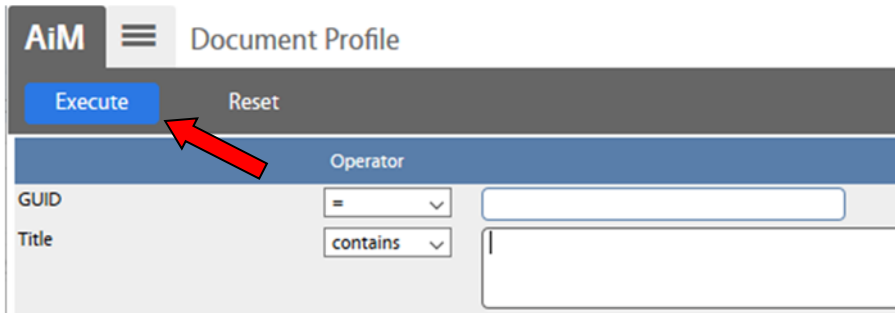 AiM Document Profile
Execute Reset
Operator
GUID =
Title contains